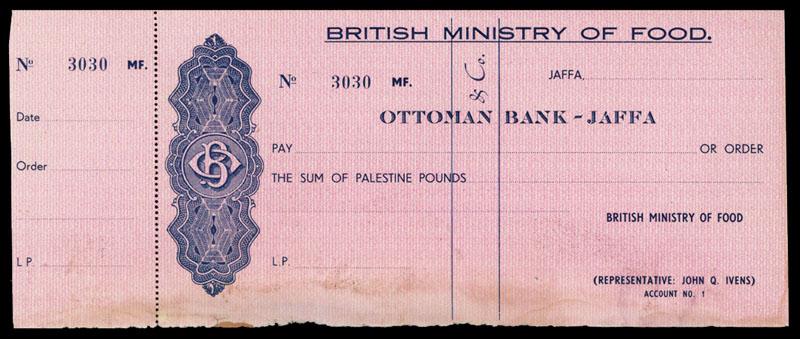 Nº 3030 MF.
Date
Order
L P
BRITISH MINISTRY OF FOOD.
Nº 3030 MF.
& Co.
JAFFA,
OTTOMAN BANK - JAFFA
PAY OR ORDER
THE SUM OF PALESTINE POUNDS
BRITISH MINISTRY OF FOOD
L.P.
(REPRESENTATIVE: JOHN Q. IVENS)
ACCOUNT NO. 1